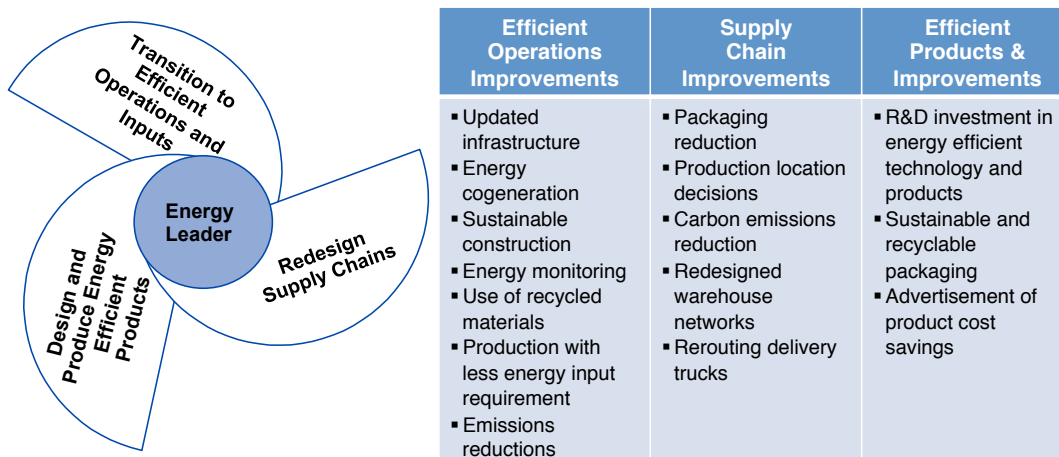 Transition to
Efficient
Operations and
Inputs
Energy
Leader
Redesign
Supply Chains
Design and
Produce Energy
Efficient
Products
Efficient
Operations
Improvements
▪ Updated
infrastructure
▪ Energy
cogeneration
▪ Sustainable
construction
▪ Energy monitoring
▪ Use of recycled
materials
▪ Production with
less energy input
requirement
▪ Emissions
reductions
Supply
Chain
Improvements
▪ Packaging
reduction
▪ Production location
decisions
▪ Carbon emissions
reduction
▪ Redesigned
warehouse
networks
▪ Rerouting delivery
trucks
Efficient
Products &
Improvements
▪ R&D investment in
energy efficient
technology and
products
▪ Sustainable and
recyclable
packaging
▪ Advertisement of
product cost
savings